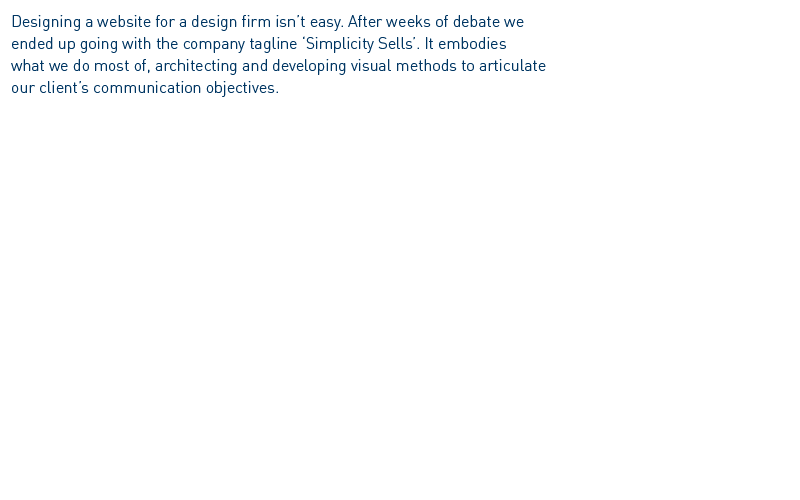 Designing a website for a design firm isn’t easy. After weeks of debate we
ended up going with the company tagline ‘Simplicity Sells’. It embodies
what we do most of, architecting and developing visual methods to articulate
our client’s communication objectives.